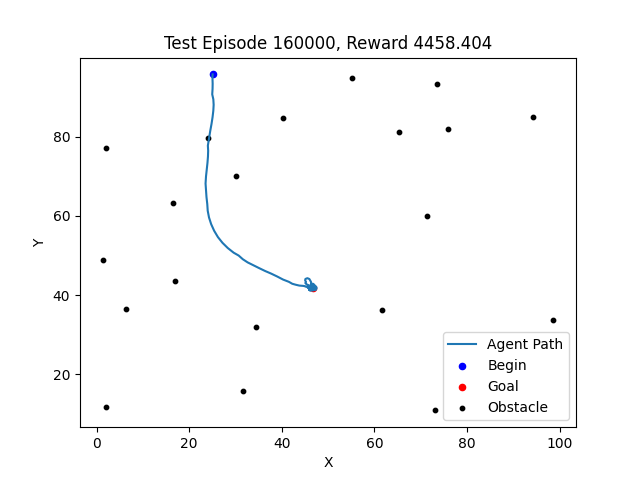 Test Episode 160000, Reward 4458.404
80
60
40
20
Y
0
20
40
60
80
100
X
Agent Path
Begin
Goal
Obstacle